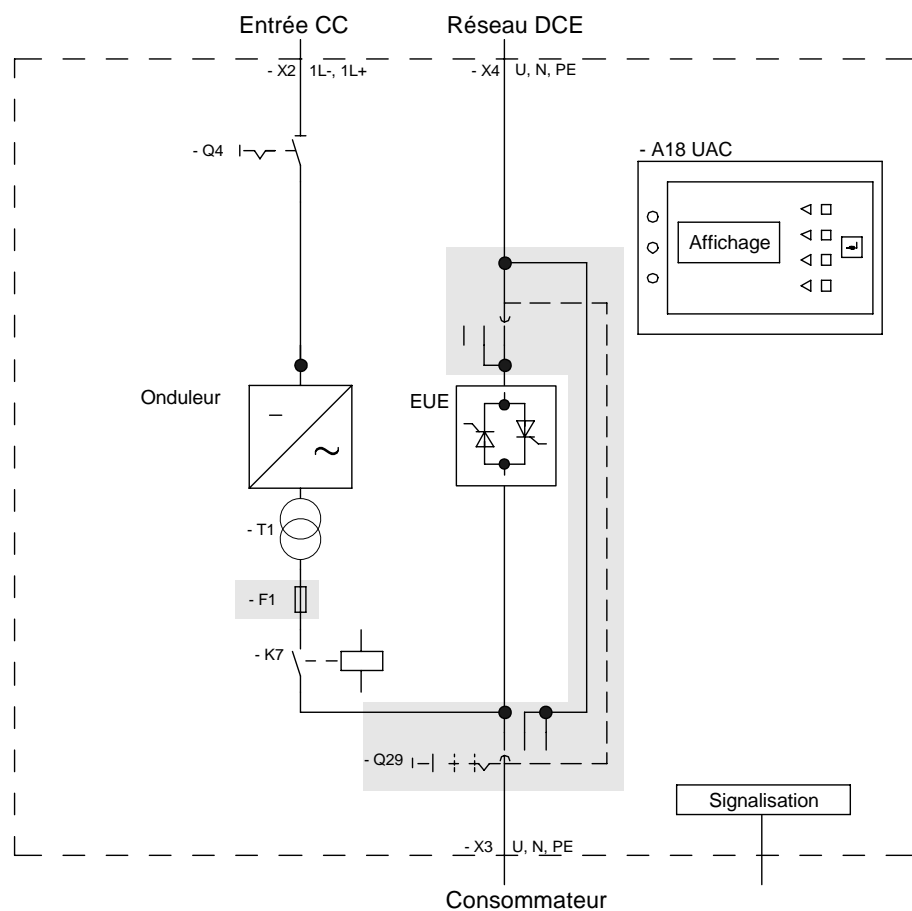 Entrée CC
Réseau DCE
- X2 1L-, 1L+
- X4 U, N, PE
- Q4
- A18 UAC
Affichage
Onduleur
EUE
- T1
- F1
- K7
- Q29
Signalisation
- X3 U, N, PE
Consommateur